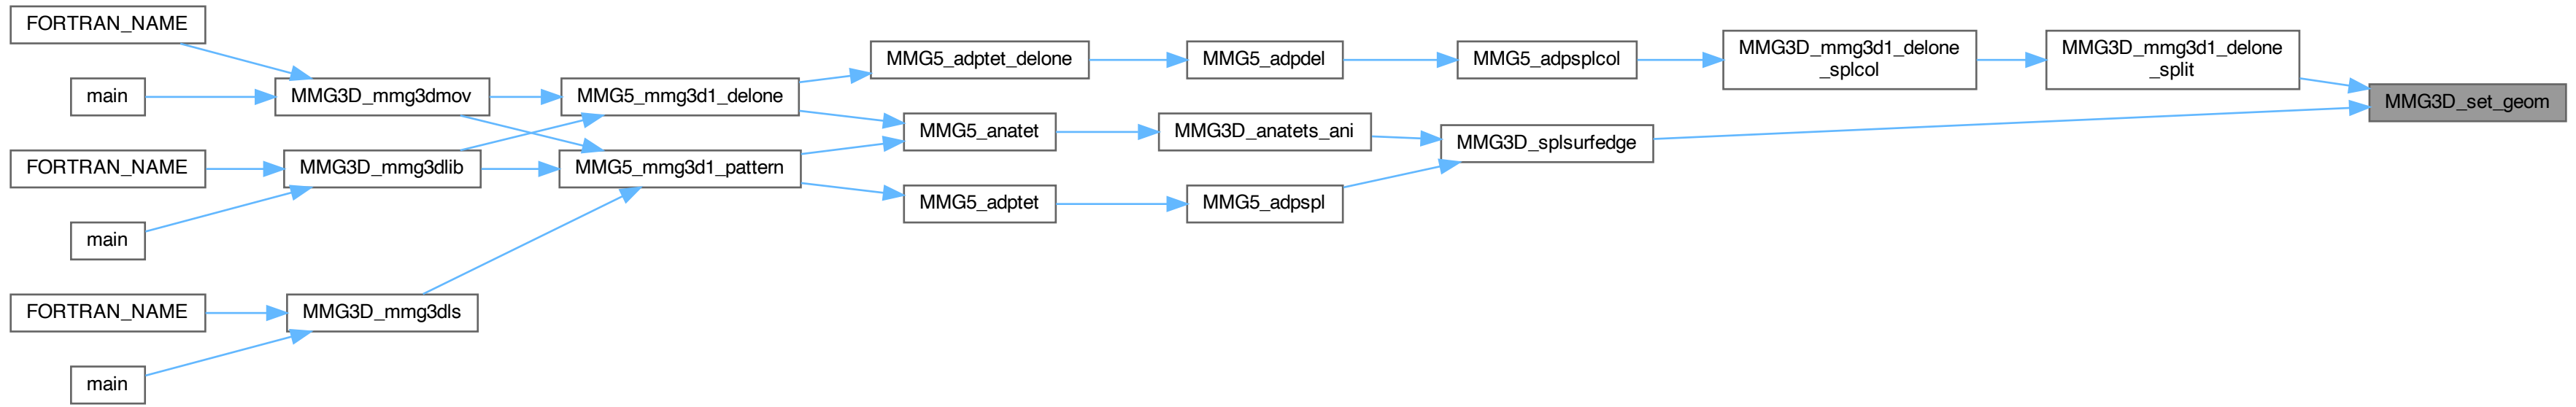 FORTRAN_NAME
main
MMG3D_mmg3dmov
FORTRAN_NAME
MMG3D_mmg3dlib
main
FORTRAN_NAME
MMG3D_mmg3dls
main
MMG5_mmg3d1_delone
MMG5_mmg3d1_pattern
MMG5_adptet_delone
MMG5_anatet
MMG5_adptet
MMG5_adpdel
MMG3D_anatets_ani
MMG5_adpspl
MMG5_adpsplcol
MMG3D_splsurfedge
MMG3D_mmg3d1_delone
_splcol
MMG3D_mmg3d1_delone
_split
MMG3D_set_geom